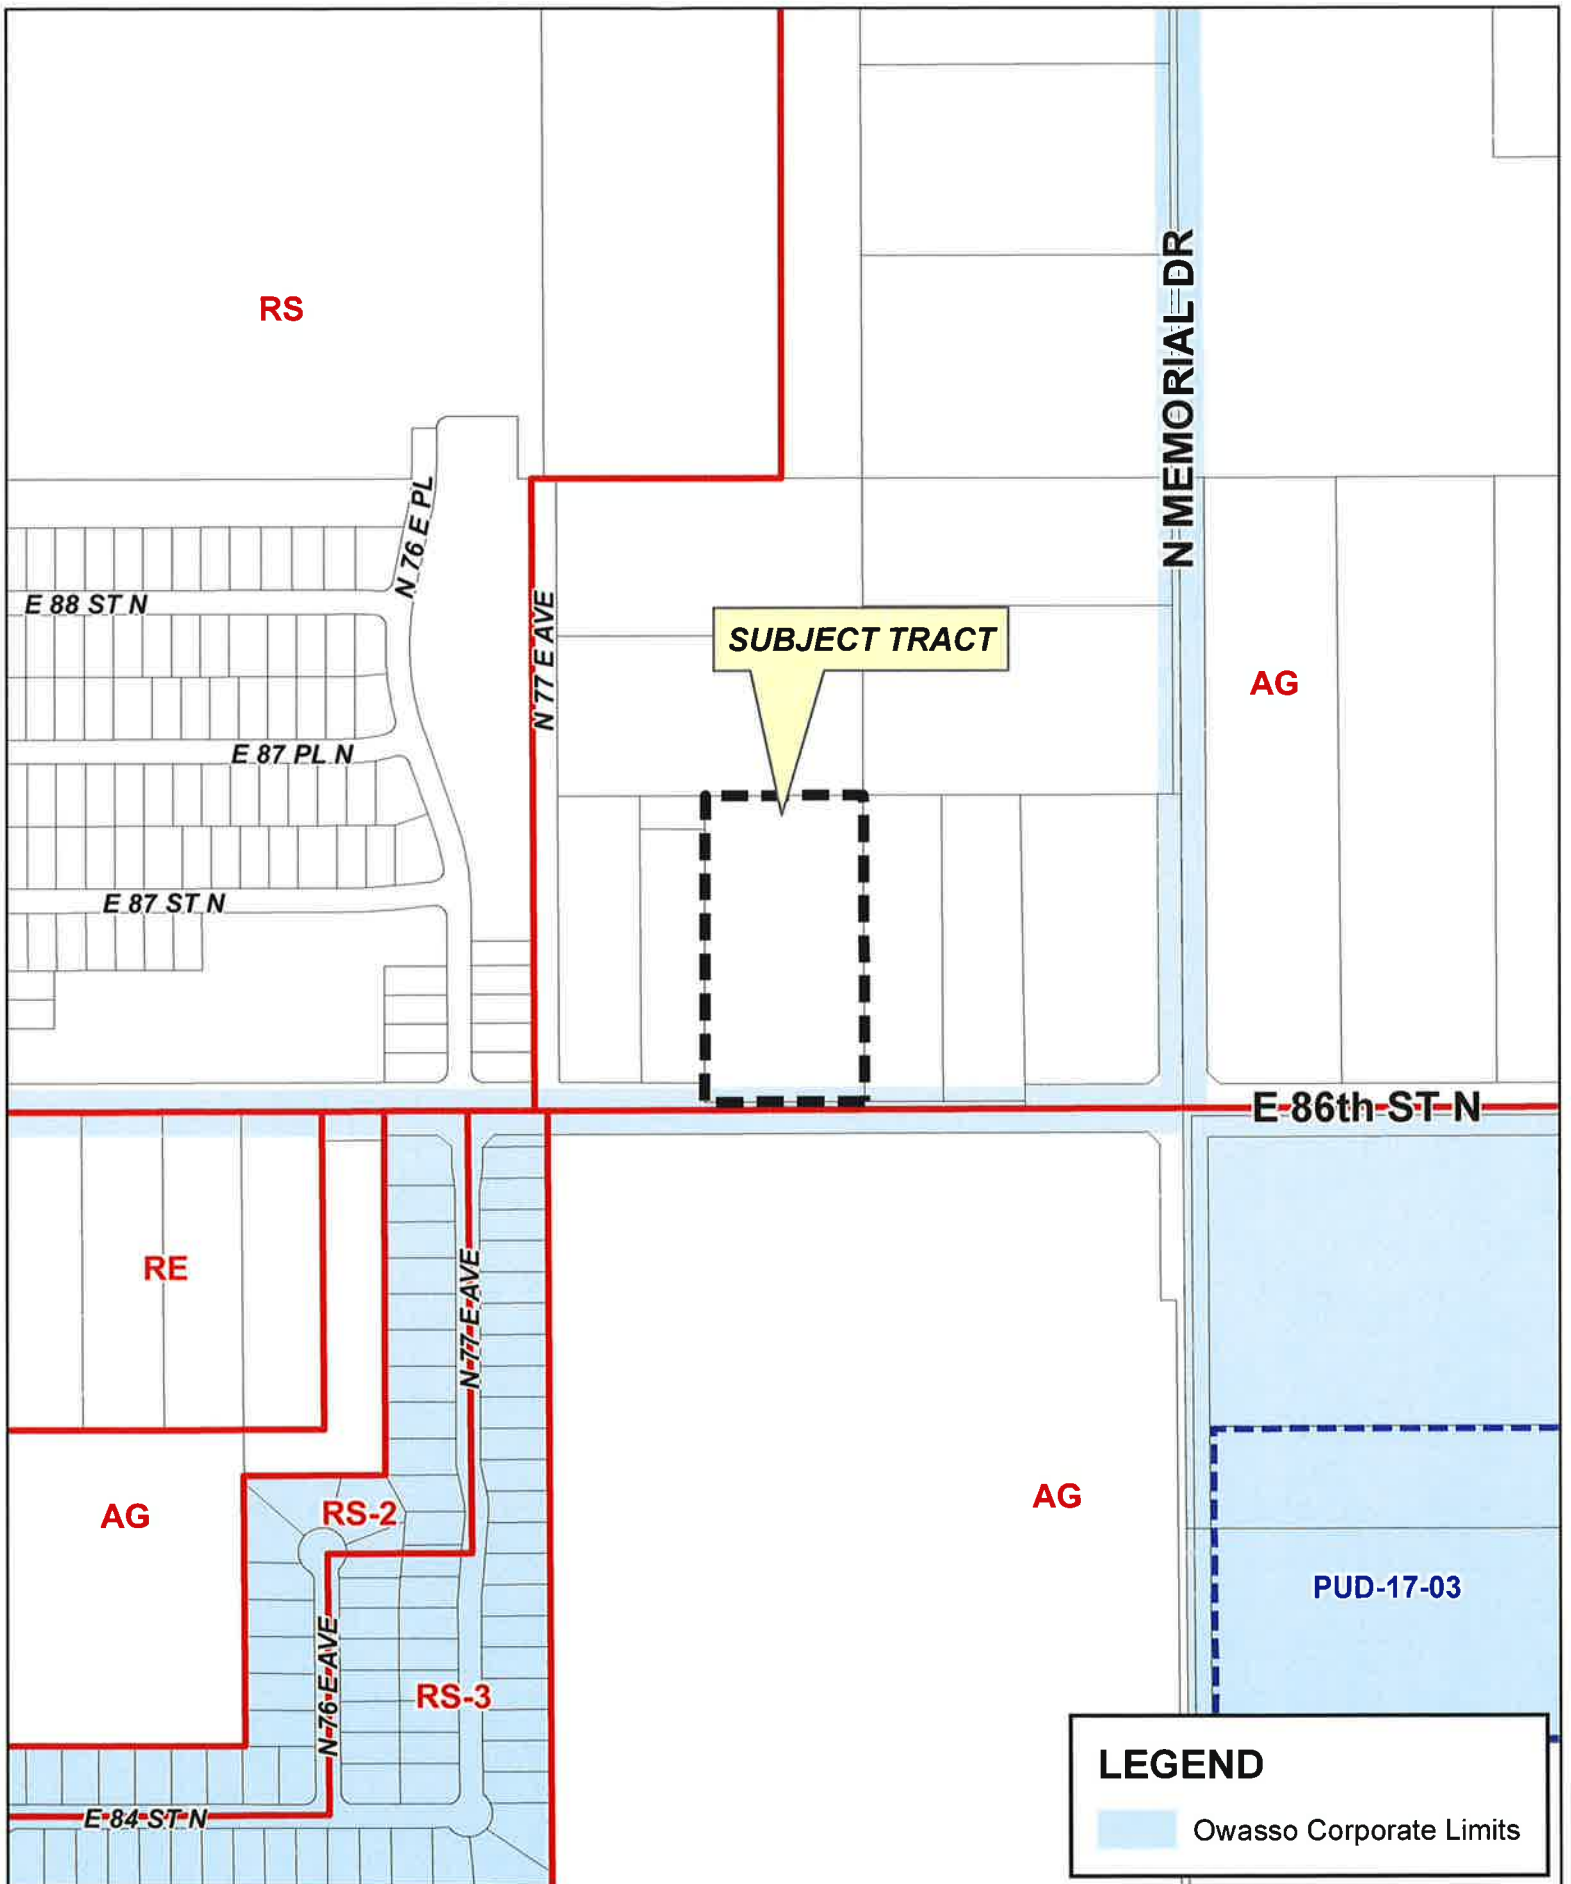 RS
N MEMORIAL DR
N 76 E PL
E 88 ST N
N 77 E AVE
SUBJECT TRACT
AG
E 87 PL N
E 87 ST N
E 86th ST N
RE
N 77 E AVE
AG
RS-2
AG
PUD-17-03
N 76 E AVE
RS-3
LEGEND
E 84 ST N
Owasso Corporate Limits